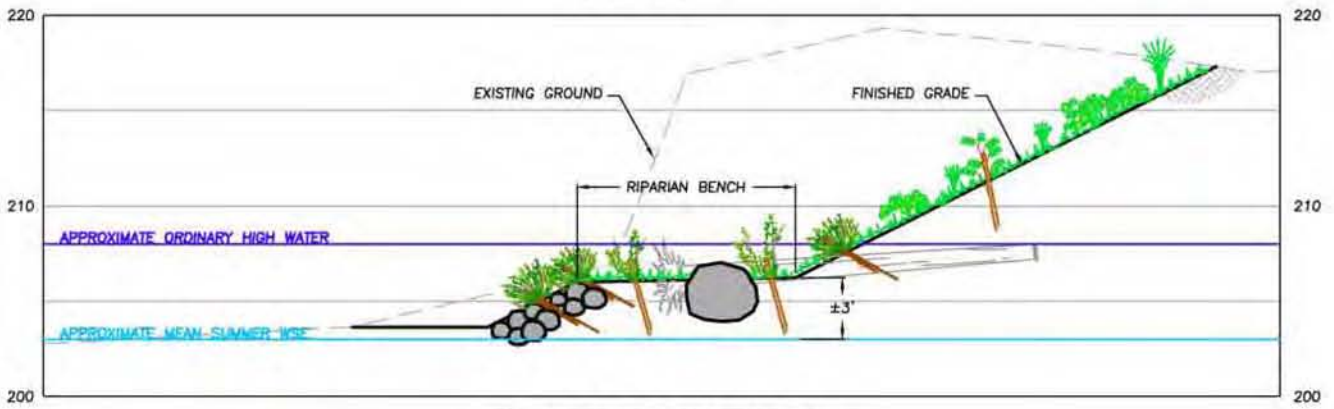 220 220
EXISTING GROUND FINISHED GRADE
RIPARIAN BENCH
210 210
APPROXIMATE ORDINARY HIGH WATER
±3'
APPROXIMATE MEAN SUMMER WSE
200 200